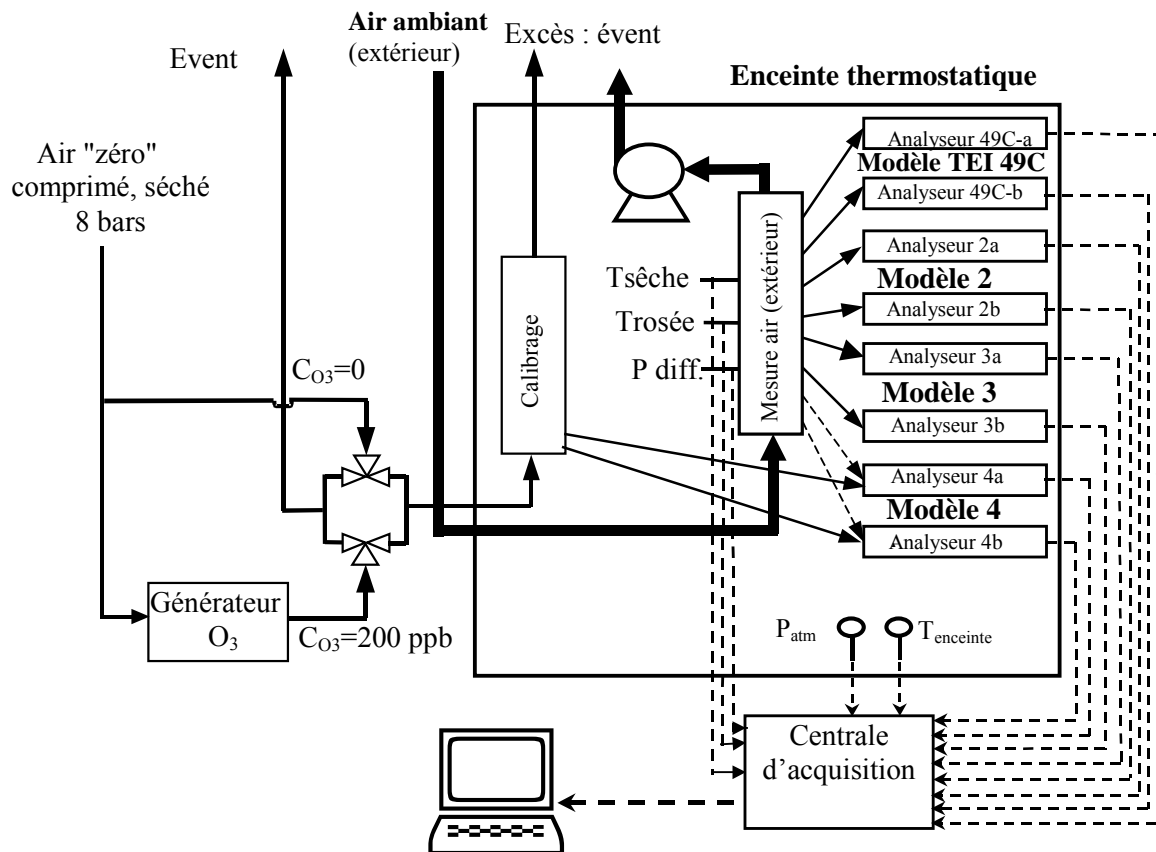 Air ambiant
(extérieur)
Excès : évent
Event
Enceinte thermostatique
Air "zéro"
comprimé, séché
8 bars
Analyseur 49C-a
Modèle TEI 49C
Analyseur 49C-b
Analyseur 2a
Modèle 2
Analyseur 2b
Analyseur 3a
Modèle 3
Analyseur 3b
Analyseur 4a
Modèle 4
Analyseur 4b
Mesure air (extérieur)
Tsêche
Trosée
P diff.
Calibrage
CO3=0
Générateur
O3
CO3=200 ppb
Patm
Tenceinte
Centrale
d’acquisition